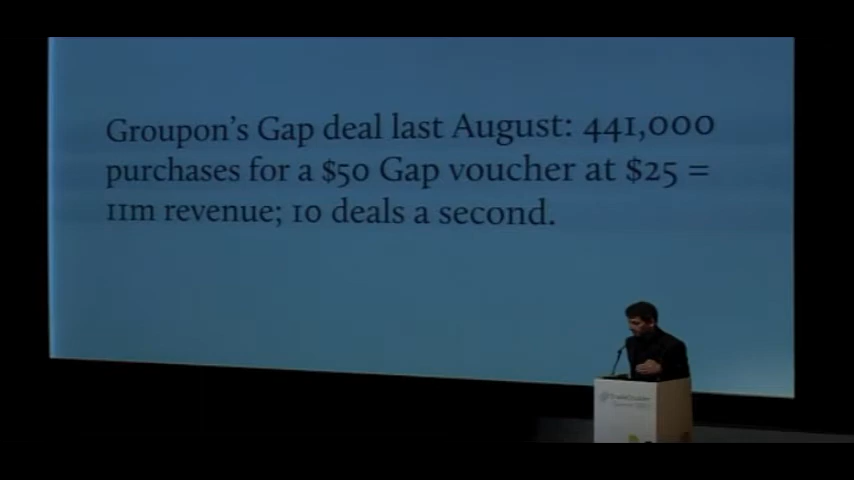 Groupon's Gap deal last August: 441,000
purchases for a $50 Gap voucher at $25 =
11m revenue; 10 deals a second.